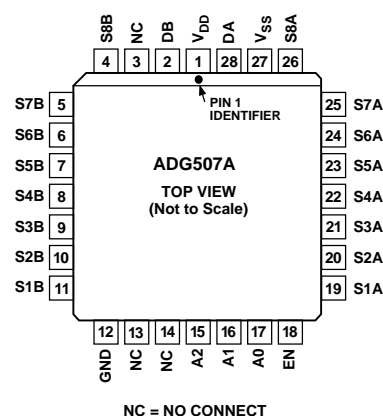 S8B NC DB VDD DA VSS S8A
4 3 2 1 28 27 26
PIN 1
IDENTIFIER
S7B 5
S6B 6
S5B 7
S4B 8
S3B 9
S2B 10
S1B 11
ADG507A
TOP VIEW
(Not to Scale)
25 S7A
24 S6A
23 S5A
22 S4A
21 S3A
20 S2A
19 S1A
12 13 14 15 16 17 18
GND NC NC A2 A1 A0 EN
NC = NO CONNECT